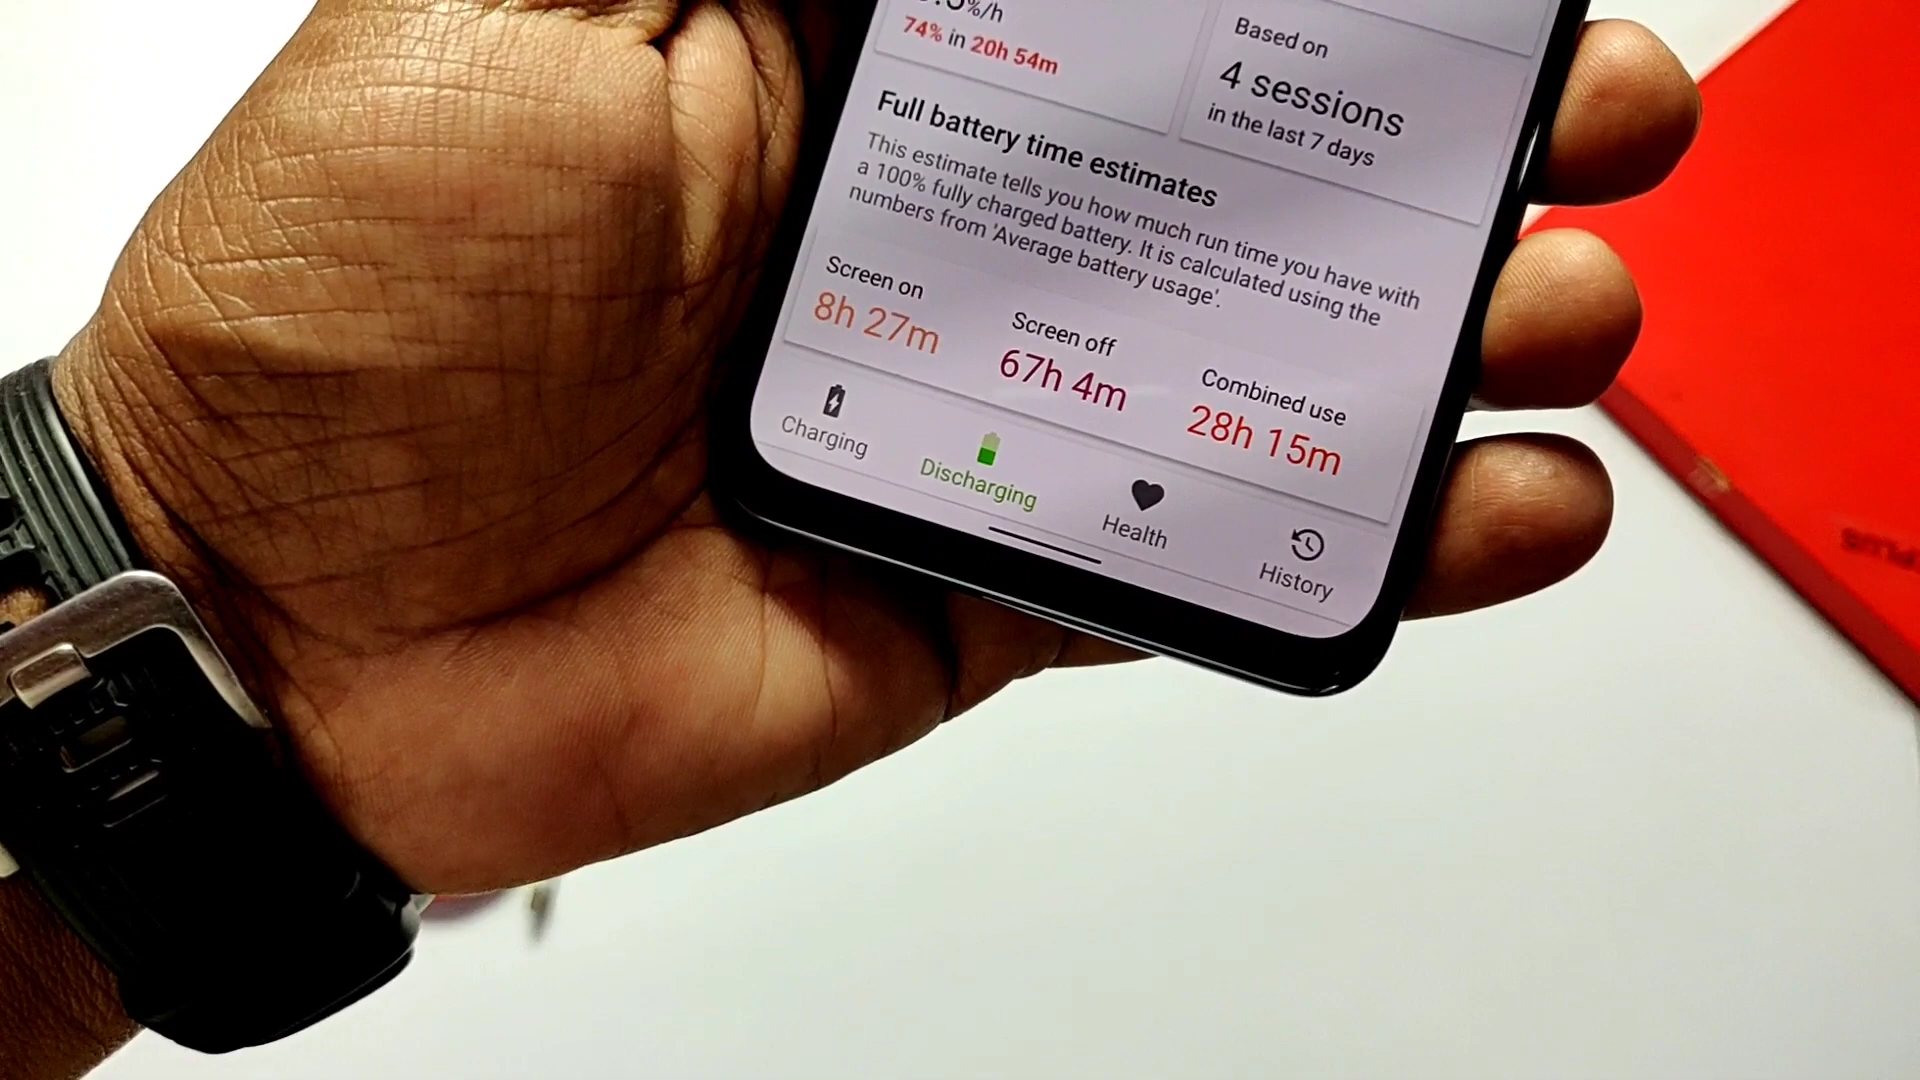 %/h
74% in 20h 54m
Based on
4 sessions
in the last 7 days
Full battery time estimates
This estimate tells you how much run time you have with
a 100% fully charged battery. It is calculated using the
numbers from 'Average battery usage'.
Screen on
8h 27m
Screen off
67h 4m
Combined use
28h 15m
Charging
Discharging
Health
History